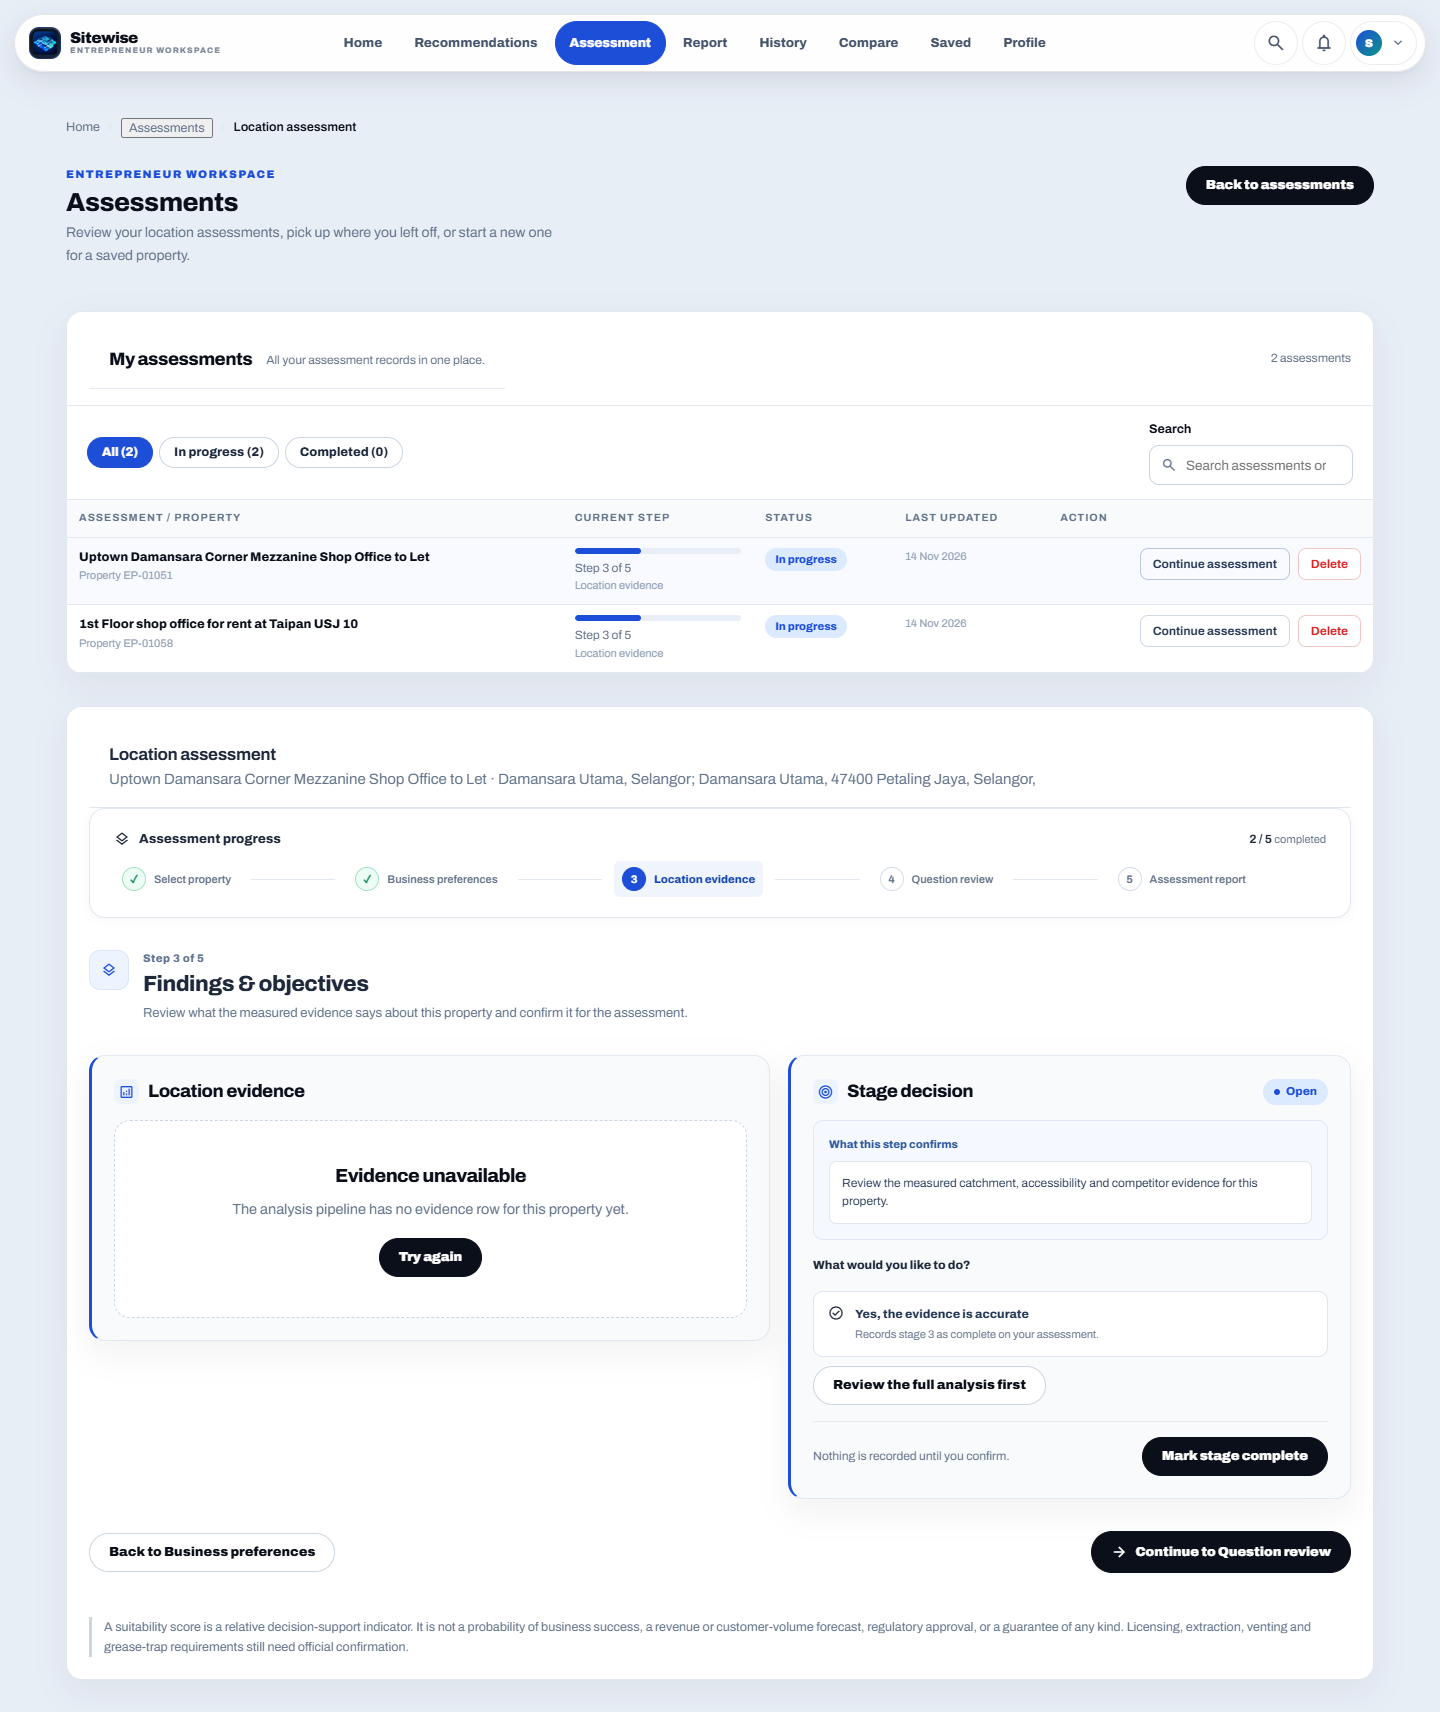 Sitewise
ENTREPRENEUR WORKSPACE
Home
Recommendations
Assessment
Report
History
Compare
Saved
Profile
S
Home
Assessments
Location assessment
ENTREPRENEUR WORKSPACE
Assessments
Review your location assessments, pick up where you left off, or start a new one
for a saved property.
Back to assessments
My assessments
All your assessment records in one place.
2 assessments
All (2)
In progress (2)
Completed (0)
Search
Search assessments or
ASSESSMENT / PROPERTY
CURRENT STEP
STATUS
LAST UPDATED
ACTION
Uptown Damansara Corner Mezzanine Shop Office to Let
Property EP-01051
Step 3 of 5
Location evidence
In progress
14 Nov 2026
Continue assessment
Delete
1st Floor shop office for rent at Taipan USJ 10
Property EP-01058
Step 3 of 5
Location evidence
In progress
14 Nov 2026
Continue assessment
Delete
Location assessment
Uptown Damansara Corner Mezzanine Shop Office to Let · Damansara Utama, Selangor; Damansara Utama, 47400 Petaling Jaya, Selangor,
Assessment progress
2 / 5 completed
Select property
Business preferences
3 Location evidence
4 Question review
5 Assessment report
Step 3 of 5
Findings & objectives
Review what the measured evidence says about this property and confirm it for the assessment.
Location evidence
Evidence unavailable
The analysis pipeline has no evidence row for this property yet.
Try again
Stage decision
Open
What this step confirms
Review the measured catchment, accessibility and competitor evidence for this
property.
What would you like to do?
Yes, the evidence is accurate
Records stage 3 as complete on your assessment.
Review the full analysis first
Nothing is recorded until you confirm.
Mark stage complete
Back to Business preferences
Continue to Question review
A suitability score is a relative decision-support indicator. It is not a probability of business success, a revenue or customer-volume forecast, regulatory approval, or a guarantee of any kind. Licensing, extraction, venting and
grease-trap requirements still need official confirmation.